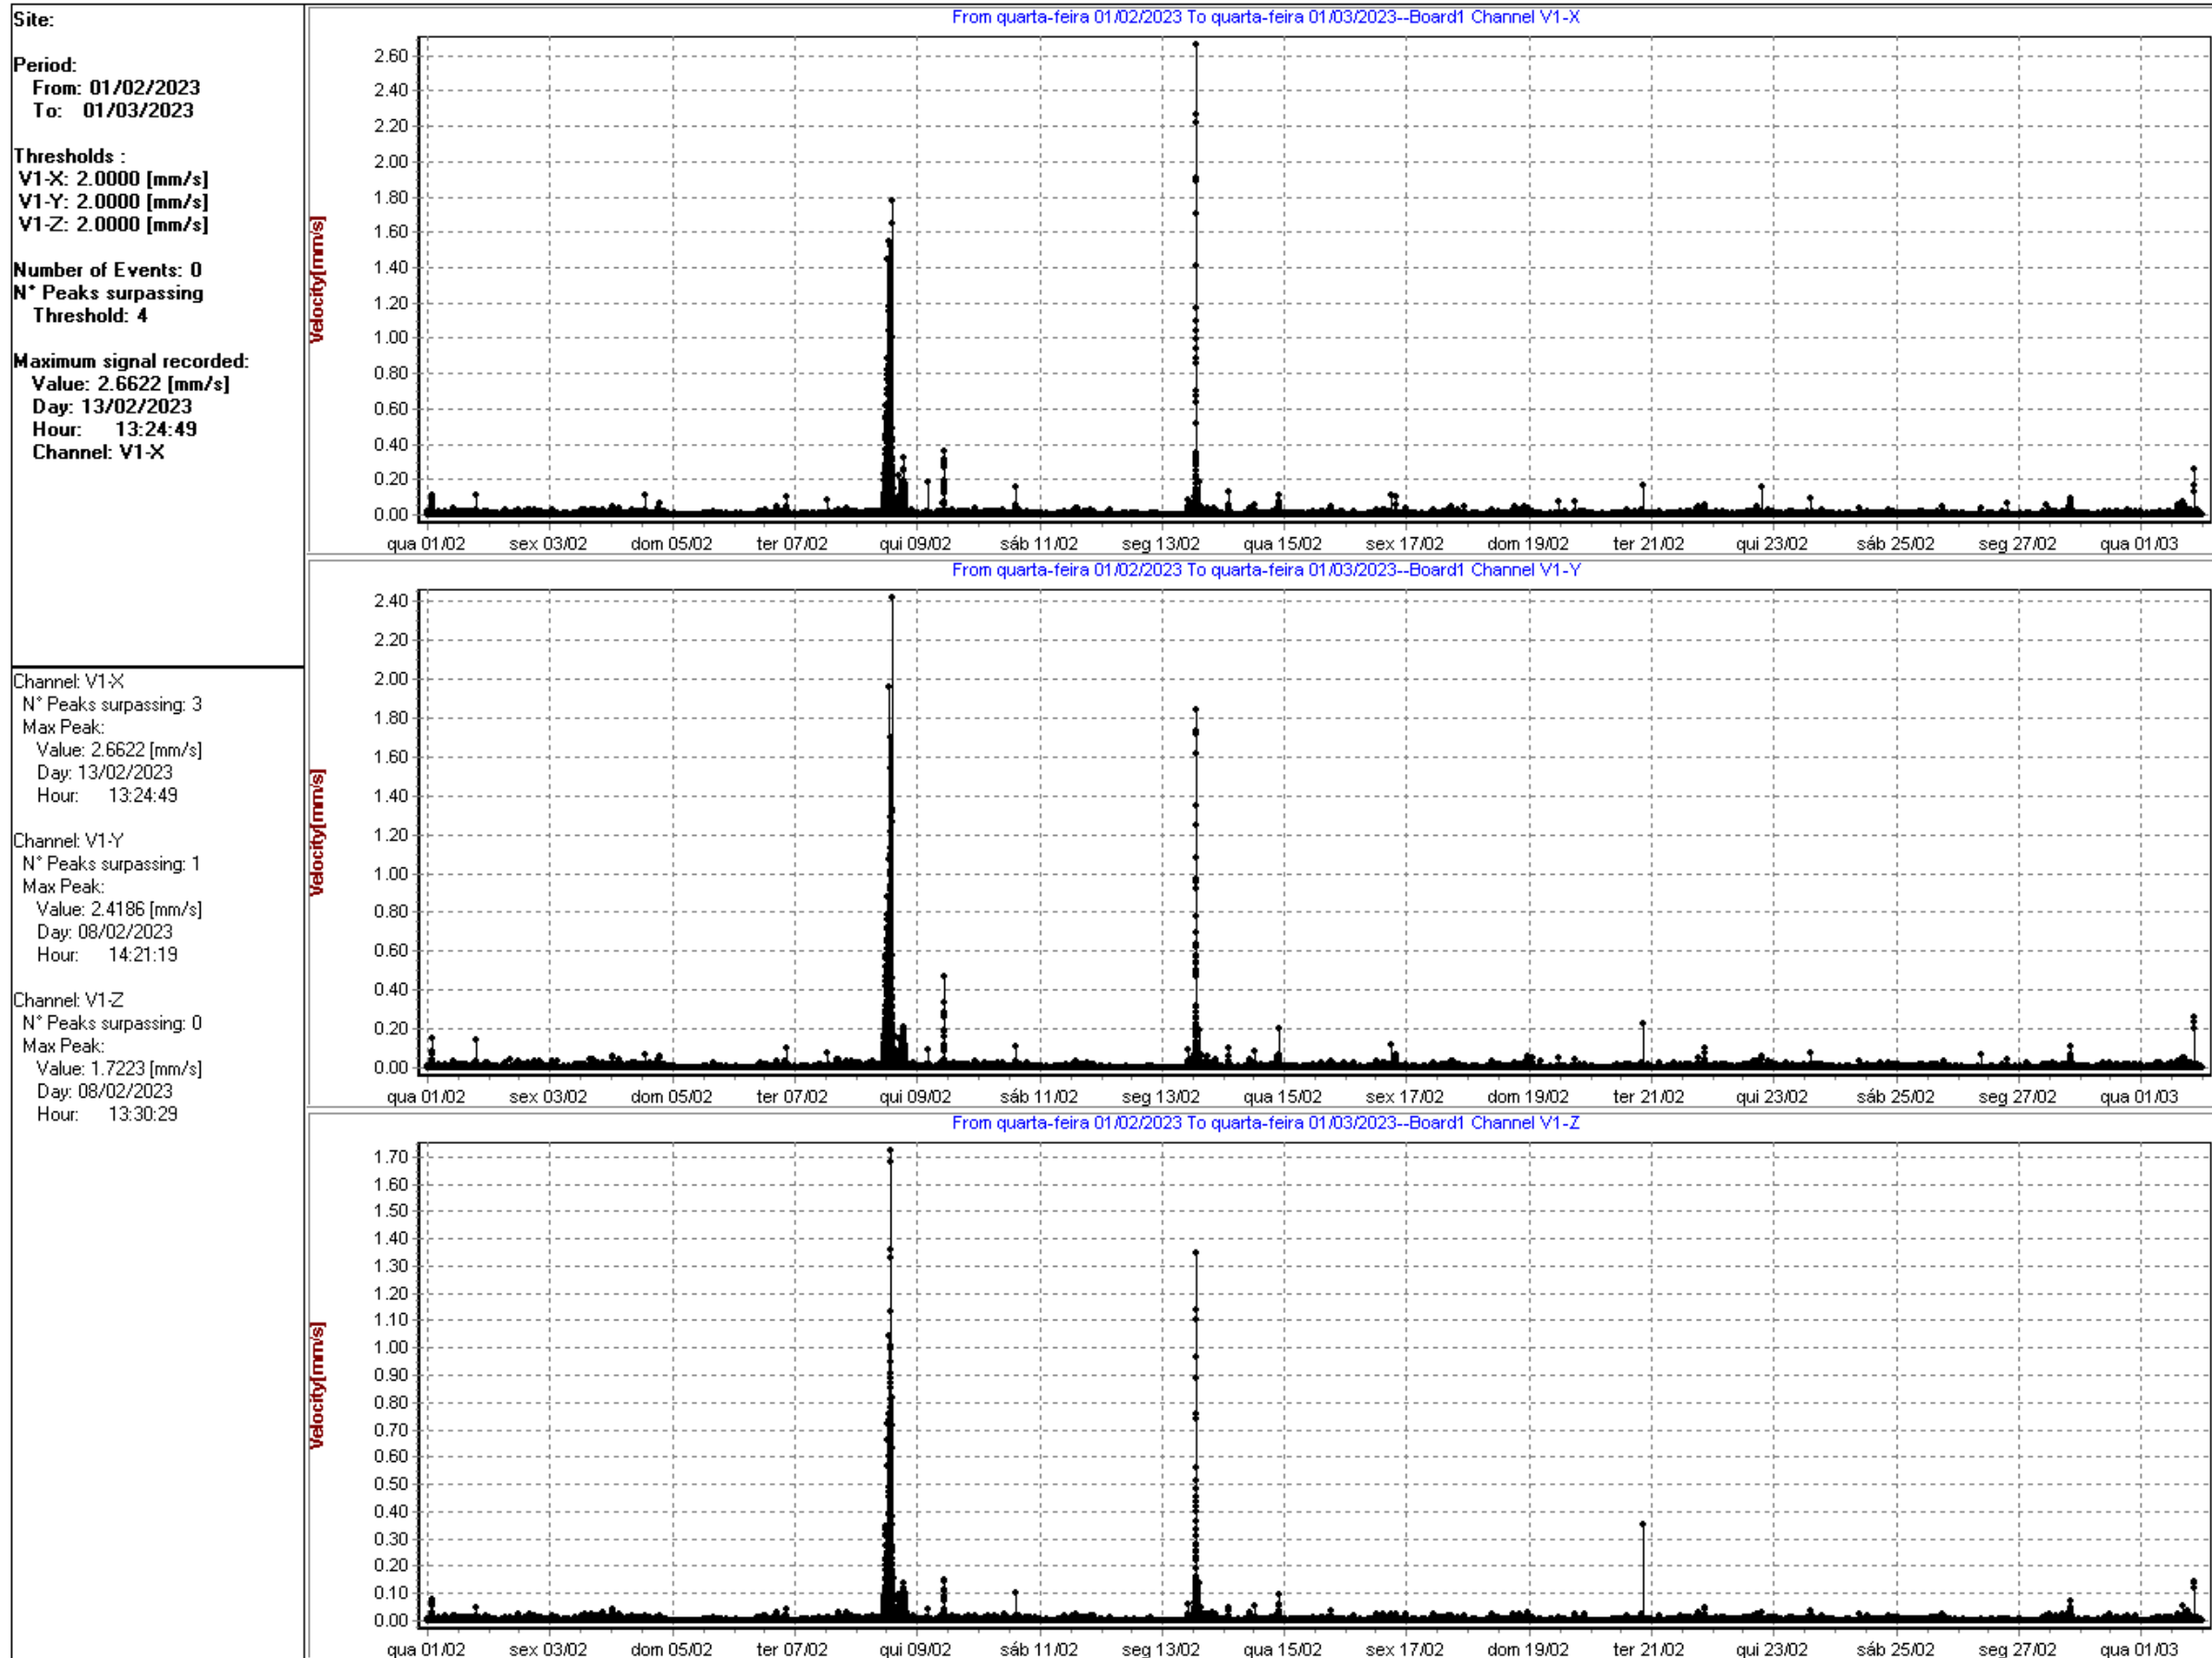 Site:
Period:
From: 01/02/2023
To: 01/03/2023
Thresholds :
V1-X: 2.0000 [mm/s]
V1-Y: 2.0000 [mm/s]
V1-Z: 2.0000 [mm/s]
Number of Events: 0
N° Peaks surpassing
Threshold: 4
Maximum signal recorded:
Value: 2.6622 [mm/s]
Day: 13/02/2023
Hour: 13:24:49
Channel: V1-X
Channel: V1-X
N° Peaks surpassing: 3
Max Peak:
Value: 2.6622 [mm/s]
Day: 13/02/2023
Hour: 13:24:49
Channel: V1-Y
N° Peaks surpassing: 1
Max Peak:
Value: 2.4186 [mm/s]
Day: 08/02/2023
Hour: 14:21:19
Channel: V1-Z
N° Peaks surpassing: 0
Max Peak:
Value: 1.7223 [mm/s]
Day: 08/02/2023
Hour: 13:30:29
From quarta-feira 01/02/2023 To quarta-feira 01/03/2023--Board1 Channel V1-X
Velocity[mm/s]
2.60
2.40
2.20
2.00
1.80
1.60
1.40
1.20
1.00
0.80
0.60
0.40
0.20
0.00
qua 01/02 sex 03/02 dom 05/02 ter 07/02 qui 09/02 sáb 11/02 seg 13/02 qua 15/02 sex 17/02 dom 19/02 ter 21/02 qui 23/02 sáb 25/02 seg 27/02 qua 01/03
From quarta-feira 01/02/2023 To quarta-feira 01/03/2023--Board1 Channel V1-Y
Velocity[mm/s]
2.40
2.20
2.00
1.80
1.60
1.40
1.20
1.00
0.80
0.60
0.40
0.20
0.00
qua 01/02 sex 03/02 dom 05/02 ter 07/02 qui 09/02 sáb 11/02 seg 13/02 qua 15/02 sex 17/02 dom 19/02 ter 21/02 qui 23/02 sáb 25/02 seg 27/02 qua 01/03
From quarta-feira 01/02/2023 To quarta-feira 01/03/2023--Board1 Channel V1-Z
Velocity[mm/s]
1.70
1.60
1.50
1.40
1.30
1.20
1.10
1.00
0.90
0.80
0.70
0.60
0.50
0.40
0.30
0.20
0.10
0.00
qua 01/02 sex 03/02 dom 05/02 ter 07/02 qui 09/02 sáb 11/02 seg 13/02 qua 15/02 sex 17/02 dom 19/02 ter 21/02 qui 23/02 sáb 25/02 seg 27/02 qua 01/03